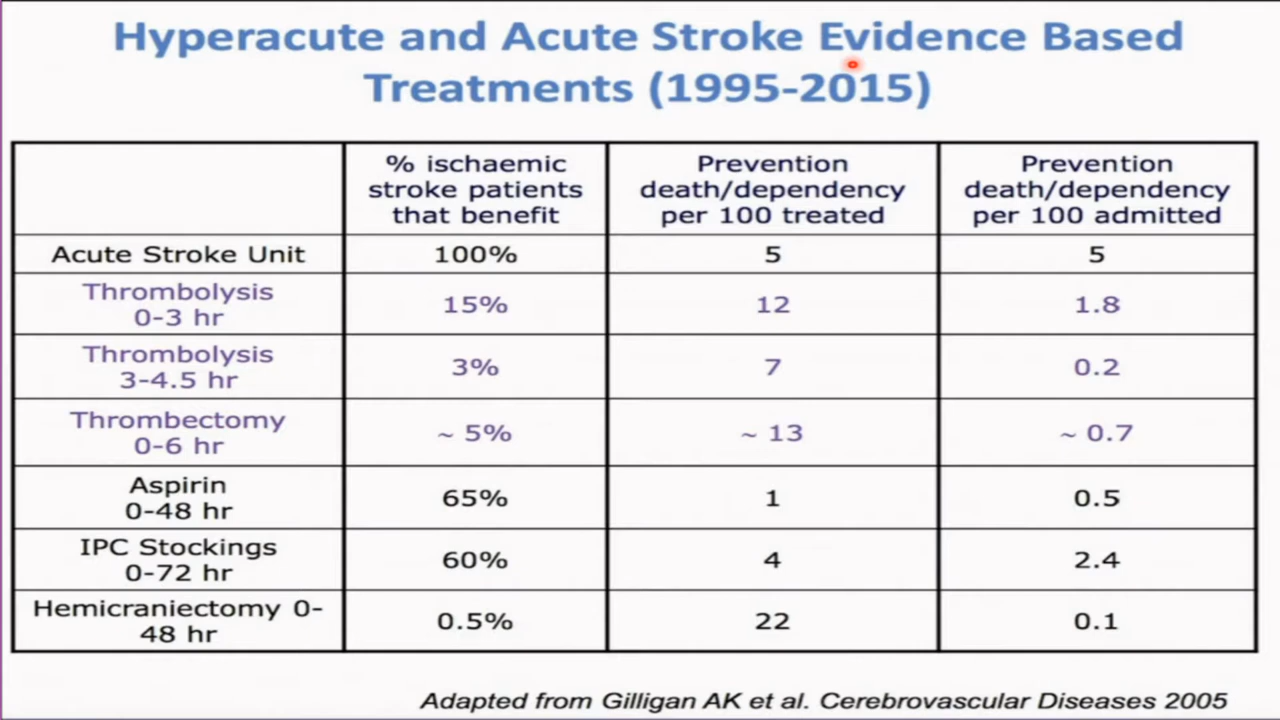 Hyperacute and Acute Stroke Evidence Based
Treatments (1995-2015)
% ischaemic
stroke patients
that benefit
Prevention
death/dependency
per 100 treated
Prevention
death/dependency
per 100 admitted
Acute Stroke Unit
100%
5
5
Thrombolysis
0-3 hr
15%
12
1.8
Thrombolysis
3-4.5 hr
3%
7
0.2
Thrombectomy
0-6 hr
~ 5%
~ 13
~ 0.7
Aspirin
0-48 hr
65%
1
0.5
IPC Stockings
0-72 hr
60%
4
2.4
Hemicraniectomy 0-
48 hr
0.5%
22
0.1
Adapted from Gilligan AK et al. Cerebrovascular Diseases 2005